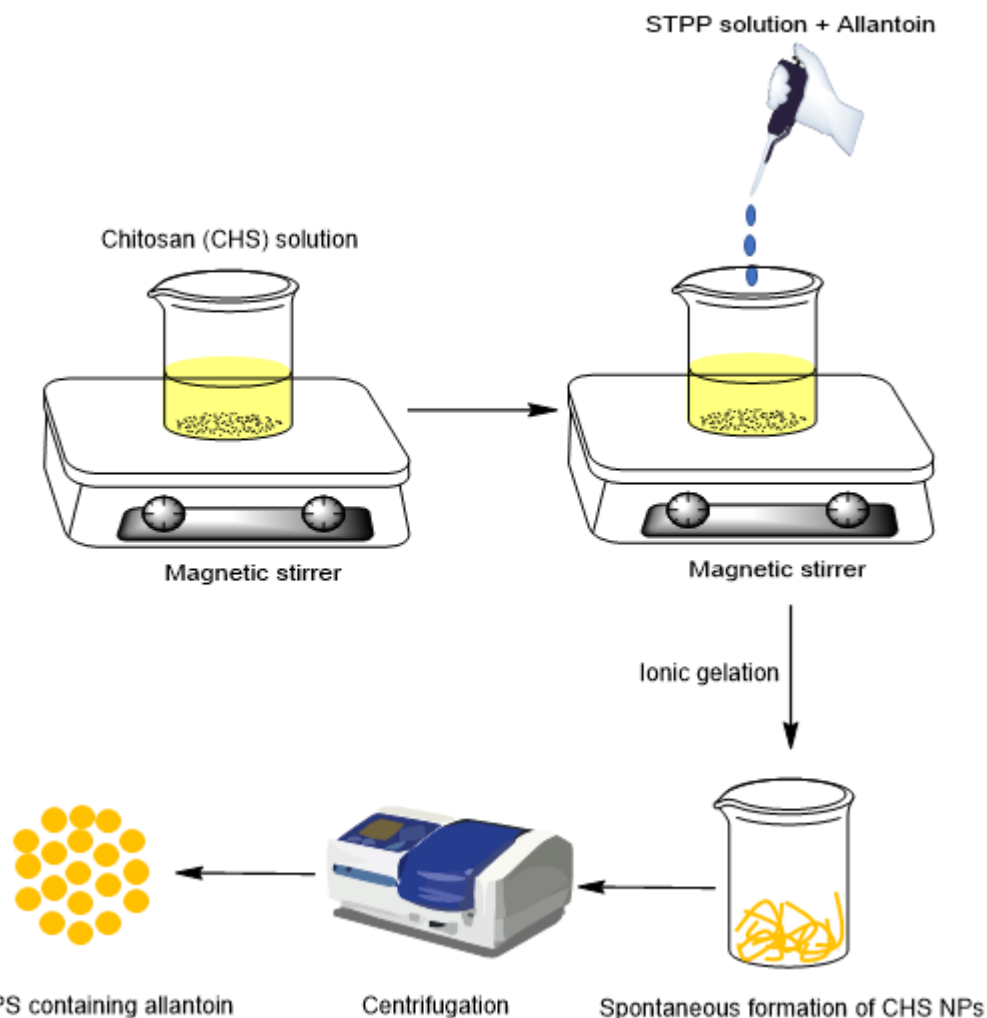 STPP solution + Allantoin
Chitosan (CHS) solution
Magnetic stirrer
Magnetic stirrer
Ionic gelation
PS containing allantoin
Centrifugation
Spontaneous formation of CHS NPs